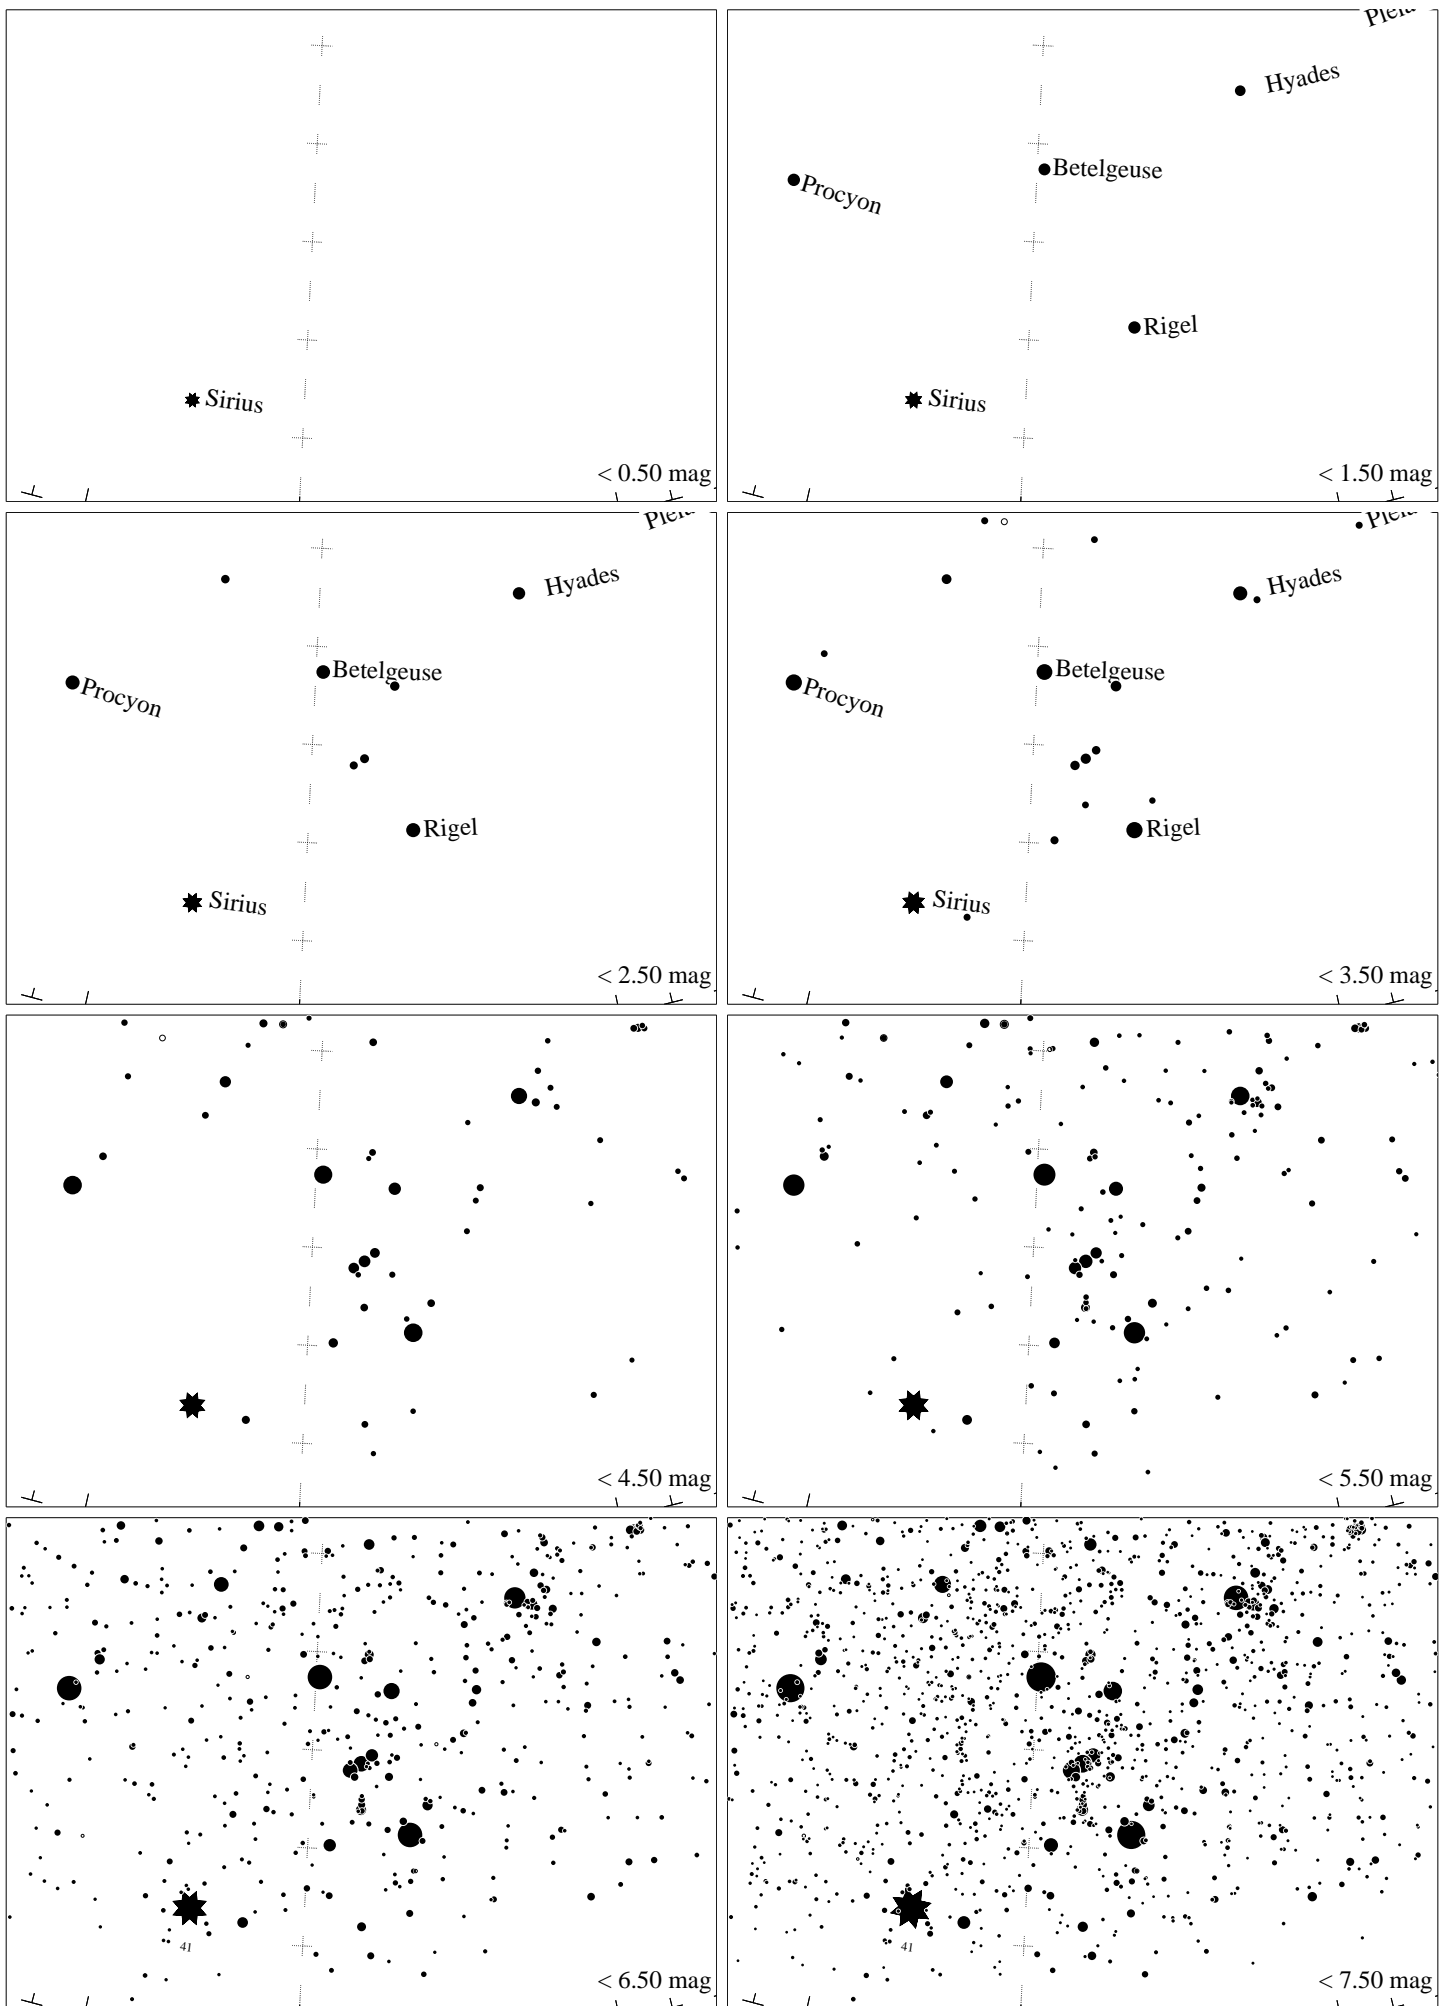 Sirius
< 0.50 mag
Hyades
Betelgeuse
Procyon
Rigel
Sirius
< 1.50 mag
Hyades
Betelgeuse
Procyon
Rigel
Sirius
< 2.50 mag
Hyades
Betelgeuse
Procyon
Rigel
Sirius
< 3.50 mag
< 4.50 mag
< 5.50 mag
41
< 6.50 mag
41
< 7.50 mag